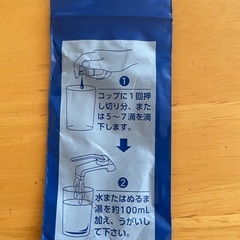 1
コップに1回押
し切り分、また
は5〜7滴を滴
下します。
2
水またはぬるま
湯を約100mL
加え、うがいし
て下さい。